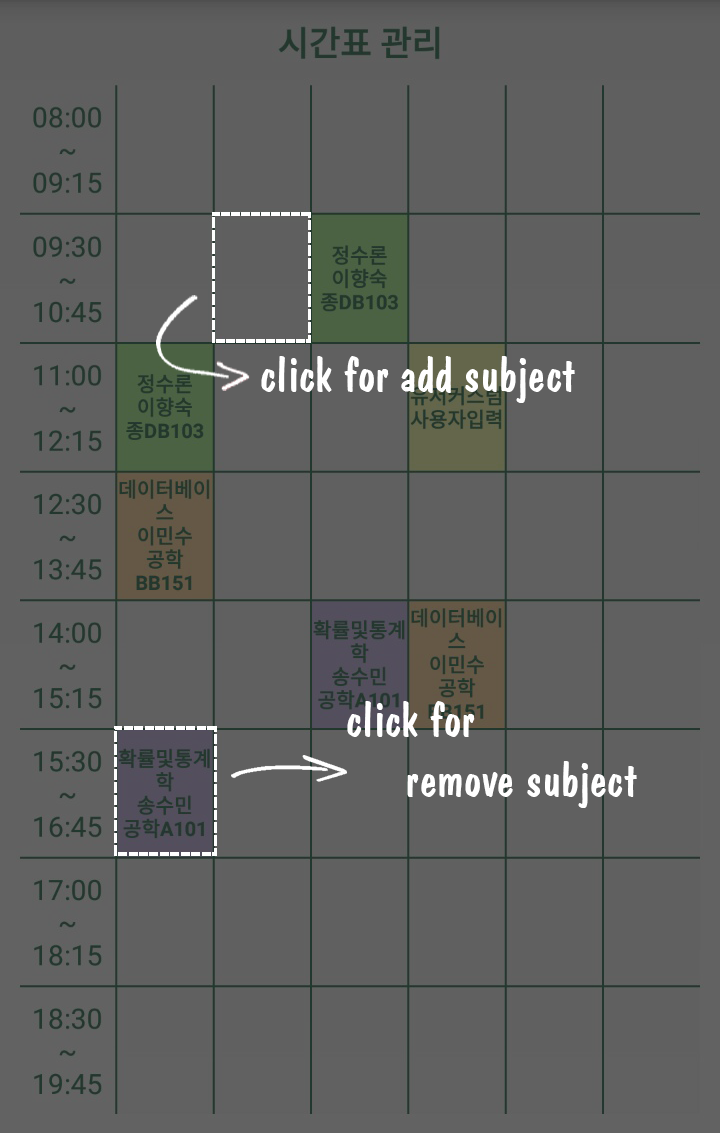 시간표 관리
08:00
~
09:15
09:30
~
10:45
정수론
이향숙
종DB103
click for add subject
11:00
~
12:15
정수론
이향숙
종DB103
유저커스텀
사용자입력
12:30
~
13:45
데이터베이
스
이민수
공학
BB151
14:00
~
15:15
확률및통계
학
송수민
공학A101
데이터베이
스
이민수
공학
BB151
click for
remove subject
15:30
~
16:45
확률및통계
학
송수민
공학A101
17:00
~
18:15
18:30
~
19:45